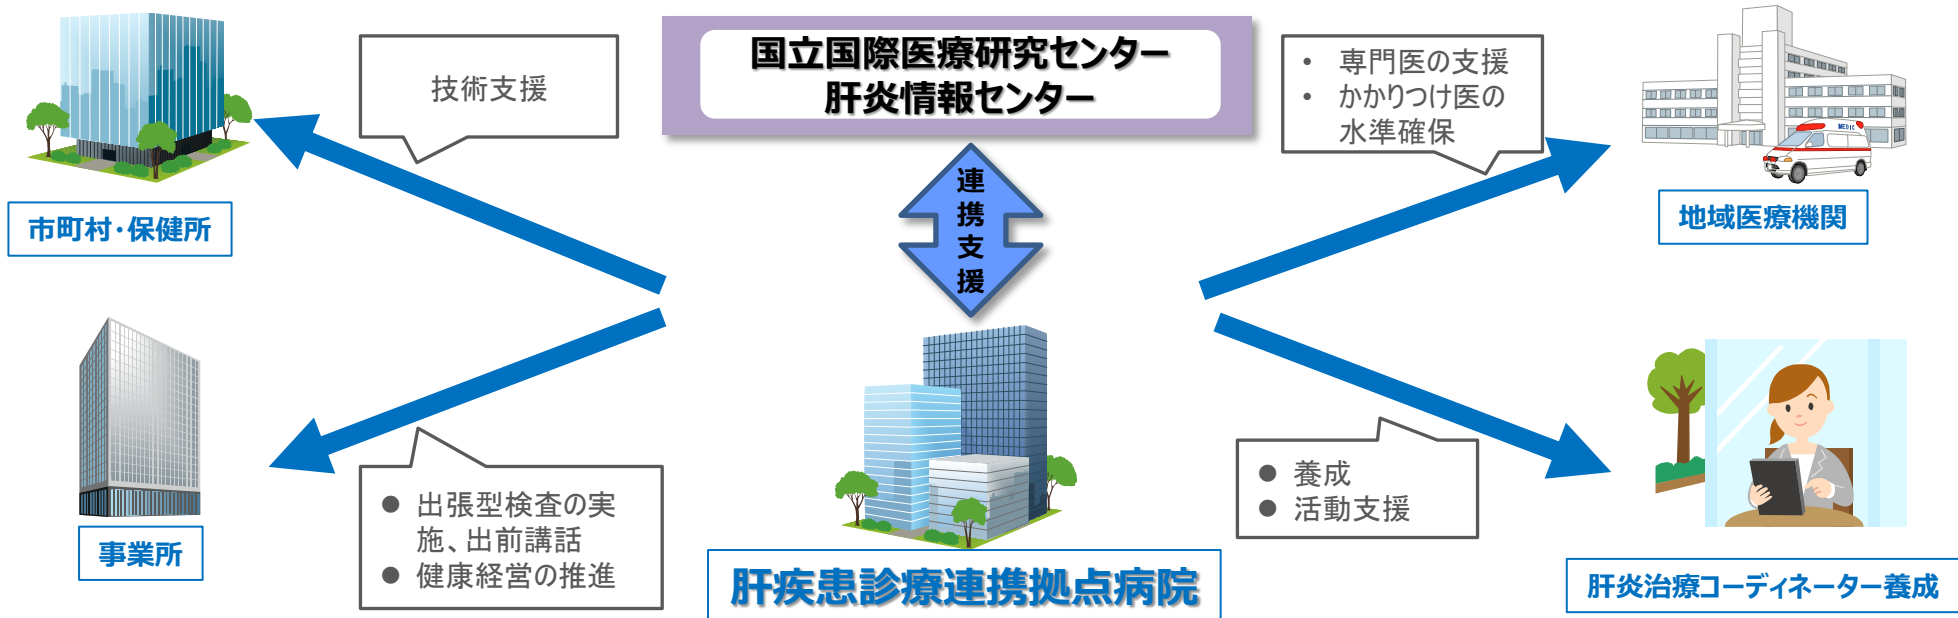 国立国際医療研究センター
肝炎情報センター
技術支援
• 専門医の支援
• かかりつけ医の
水準確保
MEDIC
連
携
支
援
市町村・保健所
地域医療機関
● 出張型検査の実
施、出前講話
● 健康経営の推進
● 養成
● 活動支援
事業所
肝疾患診療連携拠点病院
肝炎治療コーディネーター養成